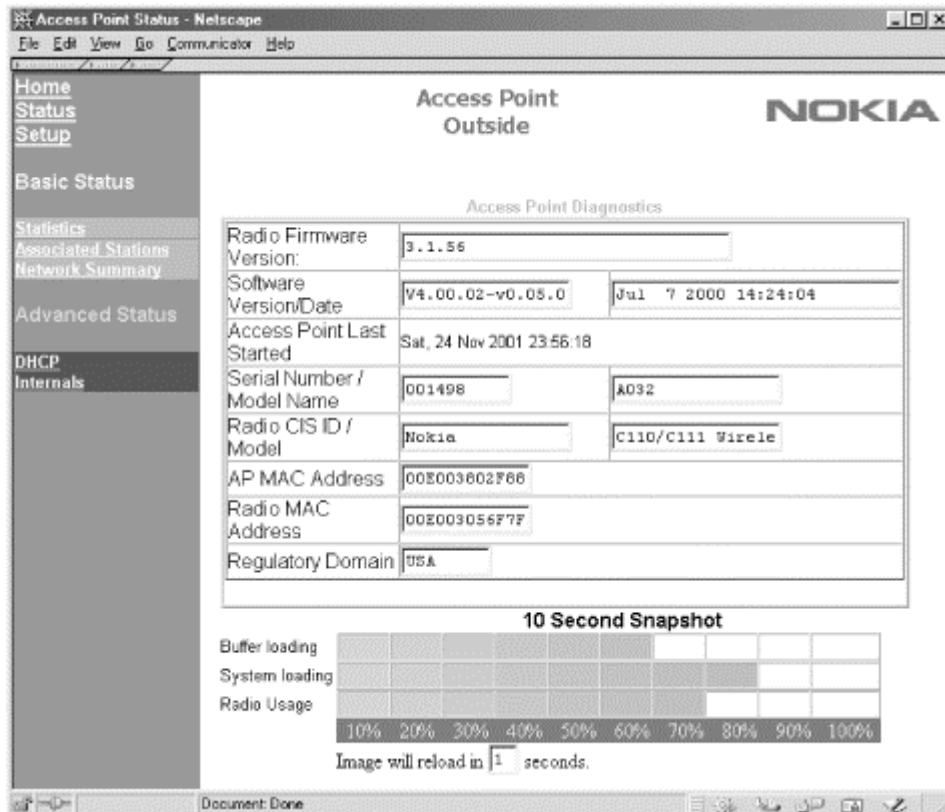 Access Point Status - Netscape
File Edit View Go Communicator Help
Home
Status
Setup
Basic Status
Statistics
Associated Stations
Network Summary
Advanced Status
DHCP
Internals
Access Point
Outside
NOKIA
Access Point Diagnostics
Radio Firmware
Version:
3.1.56
Software
Version/Date
V4.00.02-v0.05.0
Jul 7 2000 14:24:04
Access Point Last
Started
Sat, 24 Nov 2001 23:56:18
Serial Number /
Model Name
001498
A032
Radio CIS ID /
Model
Nokia
C110/C111 Wirele
AP MAC Address
Radio MAC
Address
00E003056F7F
Regulatory Domain
USA
10 Second Snapshot
Buffer loading
System loading
Radio Usage
10% 20% 30% 40% 50% 60% 70% 80% 90% 100%
Image will reload in 1 seconds.
Document: Done